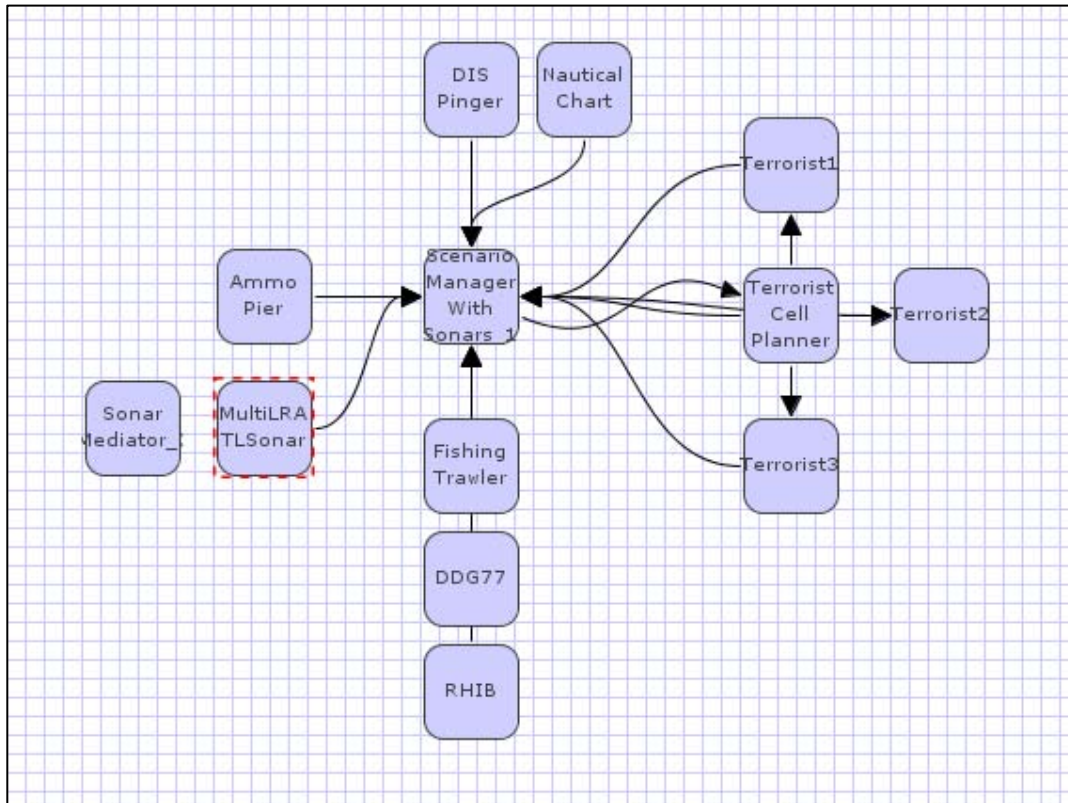 DIS
Pinger
Nautical
Chart
Terrorist1
Ammo
Pier
Scenario
Manager
With
Sonars_1
Terrorist
Cell
Planner
Terrorist2
Sonar
MultiLRA
TLSonar
Fishing
Trawler
Terrorist3
DDG77
RHIB